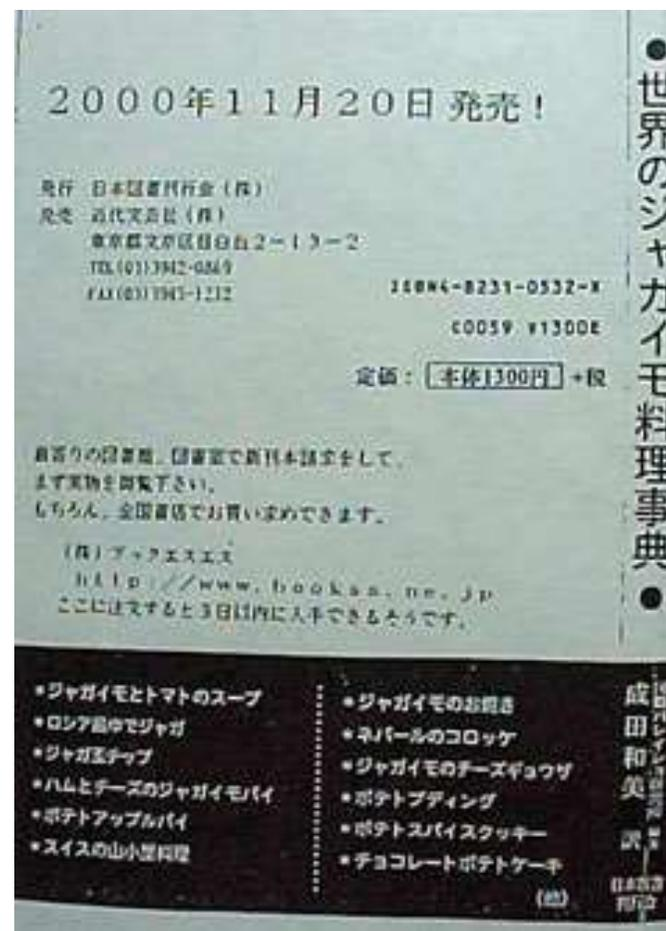 2000年11月20日 発売！
発行 日本図書刊行会（株）
発売 近代文芸社（株）
東京都文京区目白台2－13－2
TEL(03)3942-0869
FAX(03)3943-1232
ISBN4-8231-0532-X
C0059 ¥1300E
定価：本体1300円＋税
最寄りの図書館、図書室で新刊本請求をして、
まず実物を御覧下さい。
もちろん、全国書店でお買い求めできます。
（株）ブックエスエス
http://www.bookss.ne.jp
ここに注文すると3日以内に入手できるそうです。
●世界のジャガイモ料理事典●
*ジャガイモとトマトのスープ
*ロシア
*ジャガ玉チップ
*ハムとチーズのジャガイモパイ
*ポテトアップルパイ
*スイスの山小屋料理
*ジャガイモのお焼き
*ネパールのコロッケ
*ジャガイモのチーズギョウザ
*ポテトプディング
*ポテトスパイスクッキー
*チョコレートポテトケーキ
(他)
成田和美 訳
日本図書刊行会